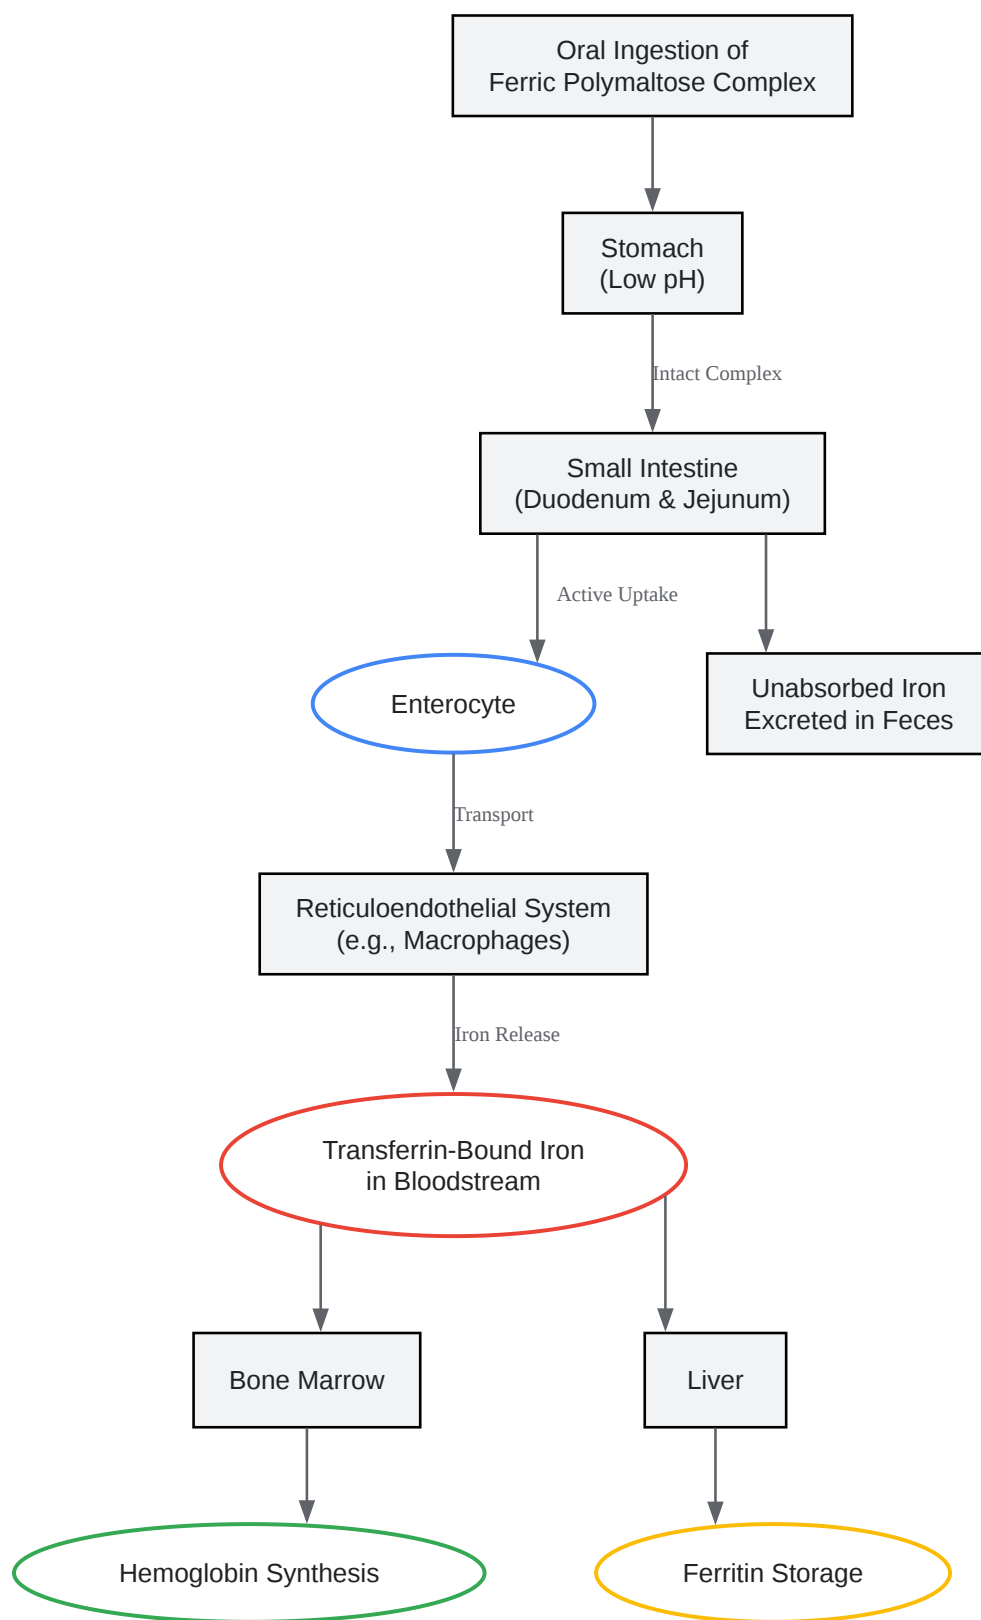 Oral Ingestion of
Ferric Polymaltose Complex
Stomach
(Low pH)
Intact Complex
Small Intestine
(Duodenum & Jejunum)
Active Uptake
Enterocyte
Unabsorbed Iron
Excreted in Feces
Transport
Reticuloendothelial System
(e.g., Macrophages)
Iron Release
Transferrin-Bound Iron
in Bloodstream
Bone Marrow
Liver
Hemoglobin Synthesis
Ferritin Storage